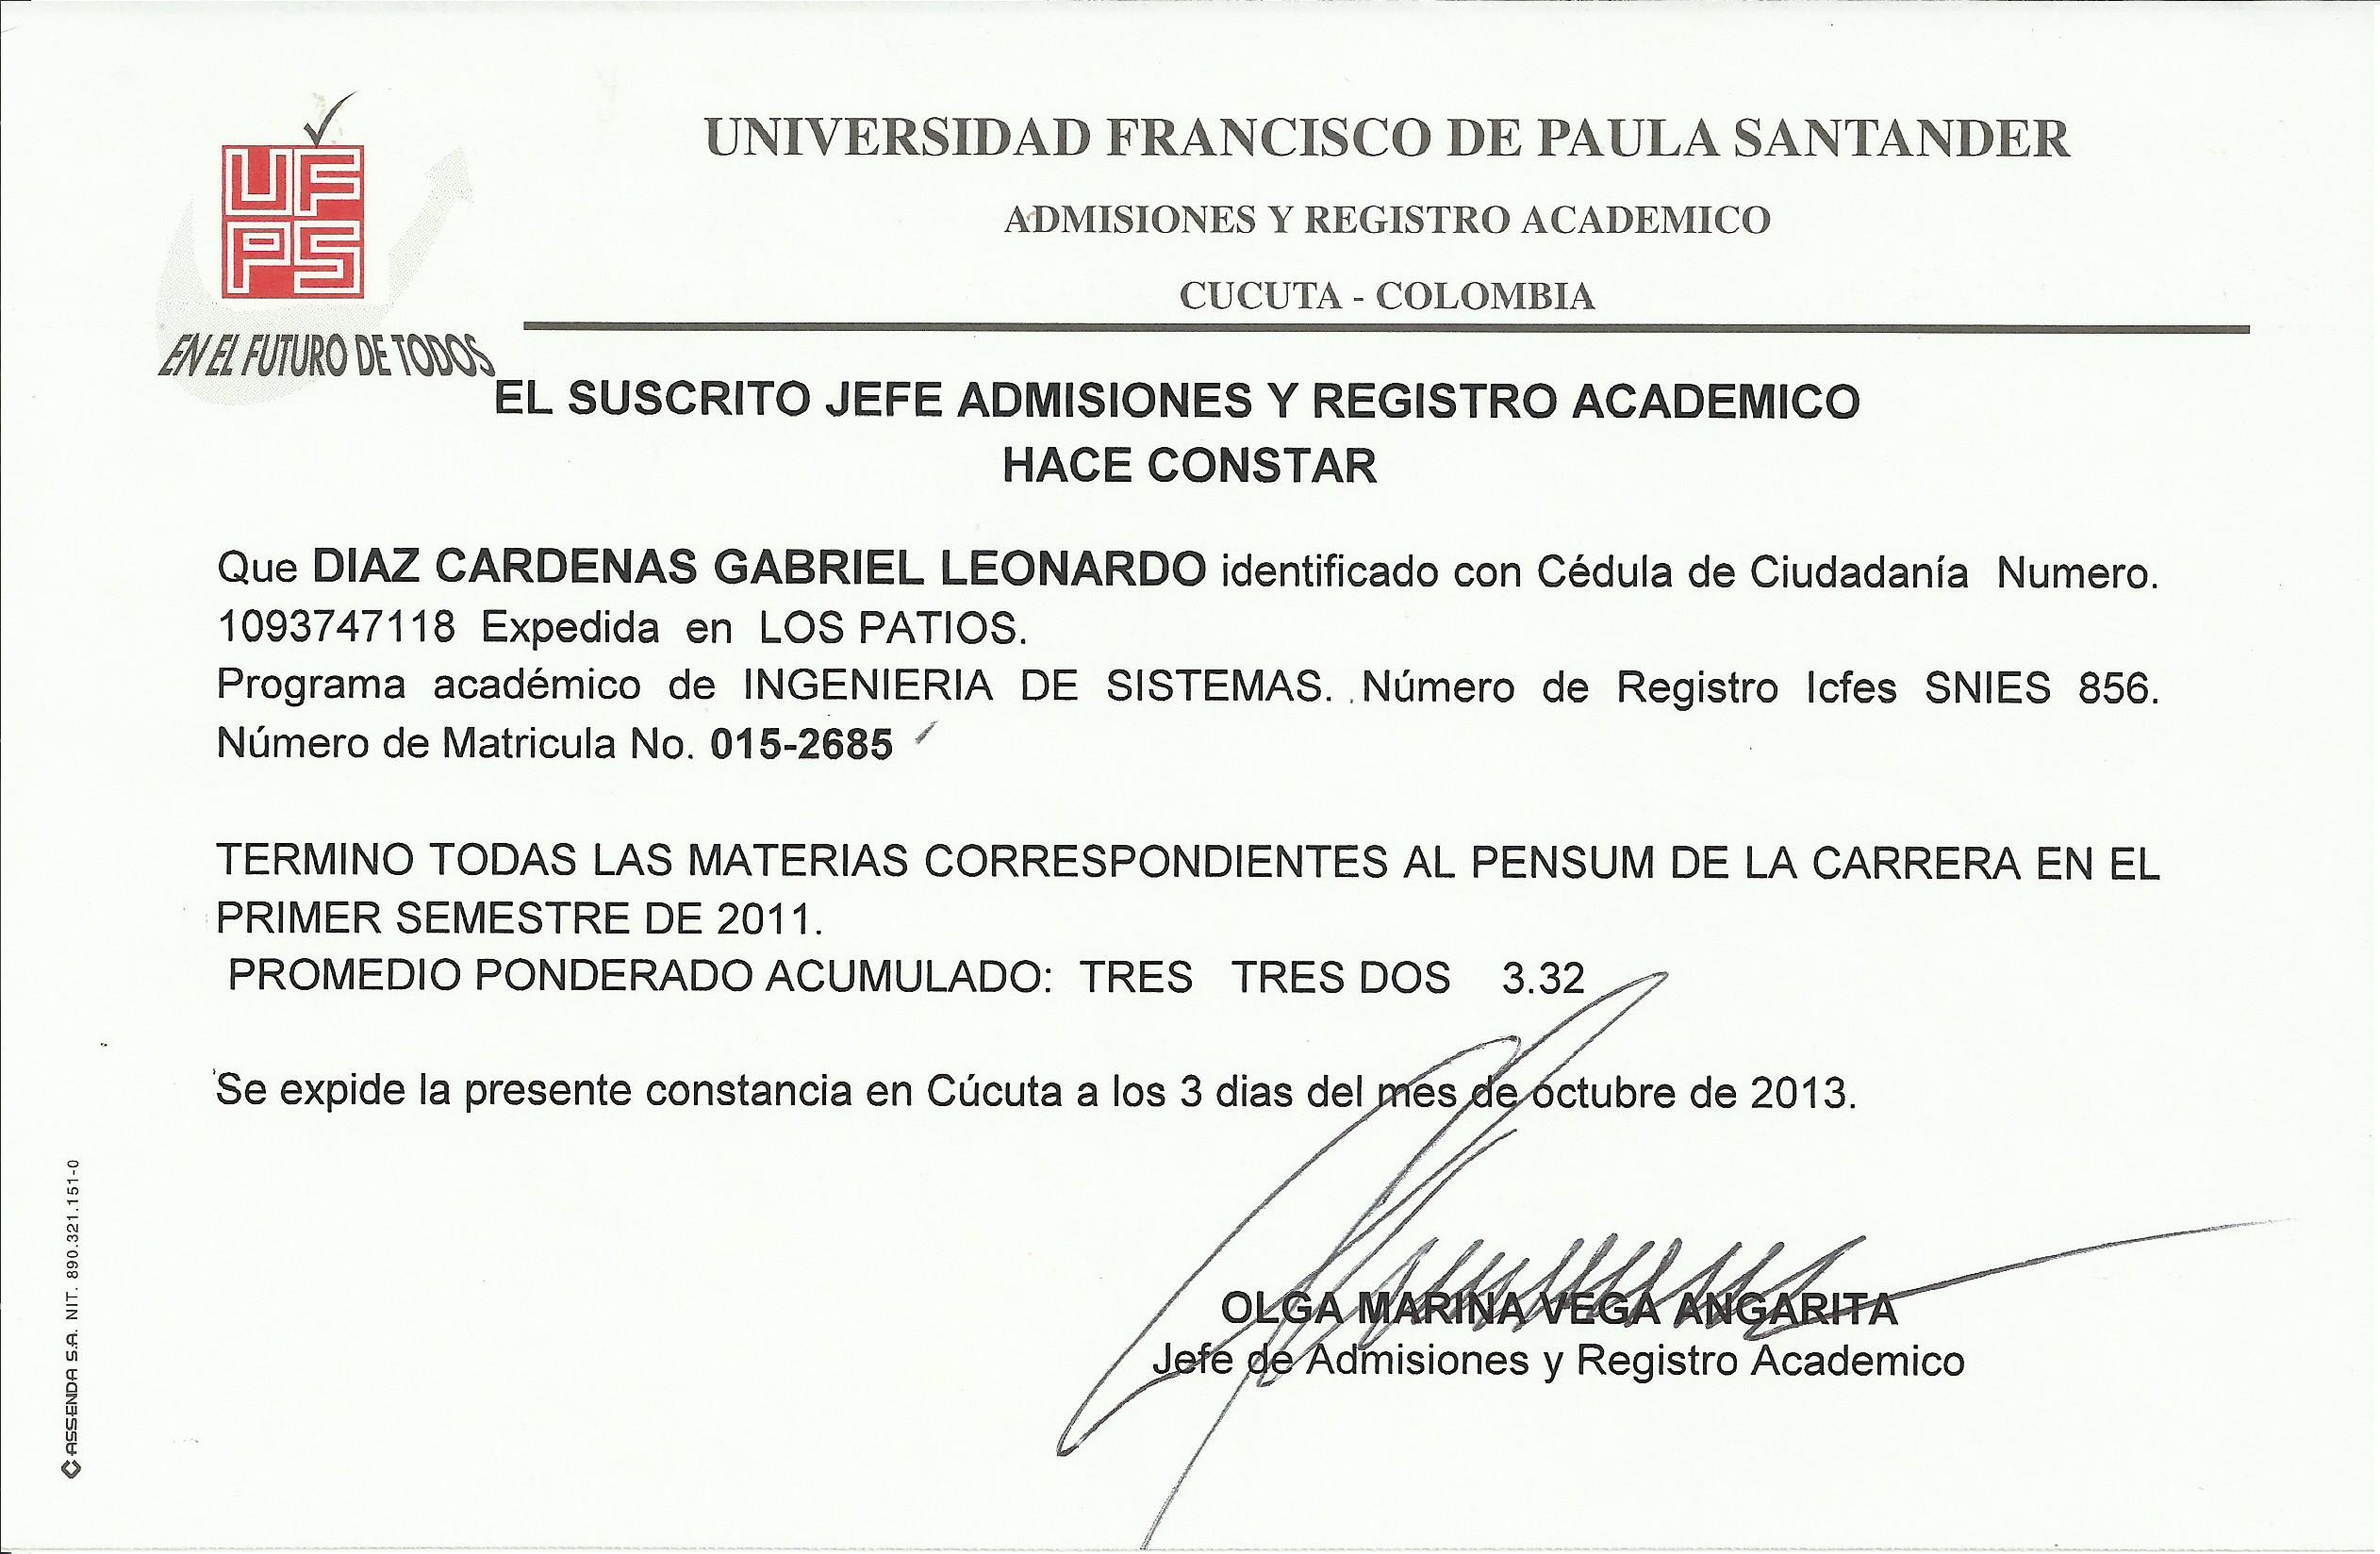 UNIVERSIDAD FRANCISCO DE PAULA SANTANDER
ADMISIONES Y REGISTRO ACADEMICO
CUCUTA - COLOMBIA
UF
PS
EN EL FUTURO DE TODOS
EL SUSCRITO JEFE ADMISIONES Y REGISTRO ACADEMICO
HACE CONSTAR
Que DIAZ CARDENAS GABRIEL LEONARDO identificado con Cédula de Ciudadanía Numero.
1093747118 Expedida en LOS PATIOS.
Programa académico de INGENIERIA DE SISTEMAS. . Número de Registro Icfes SNIES 856.
Número de Matricula No. 015-2685
TERMINO TODAS LAS MATERIAS CORRESPONDIENTES AL PENSUM DE LA CARRERA EN EL
PRIMER SEMESTRE DE 2011.
PROMEDIO PONDERADO ACUMULADO: TRES TRES DOS 3.32
Se expide la presente constancia en Cúcuta a los 3 dias del mes de octubre de 2013.
OLGA MARINA VEGA ANGARITA
Jefe de Admisiones y Registro Academico
ASSENDA S.A. NIT. 890.321.151-0